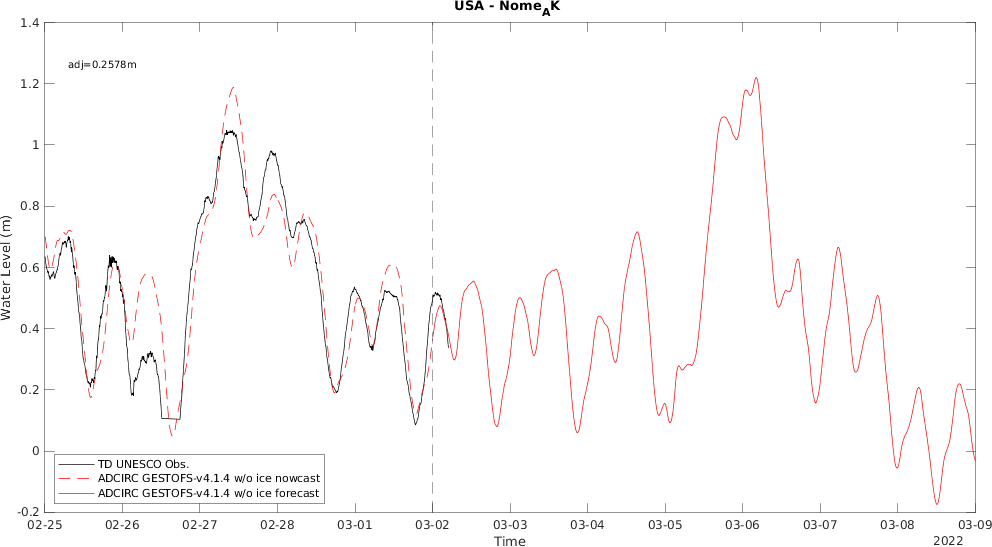 USA - Nome_AK
adj=0.2578m
Water Level (m)
1.4
1.2
1
0.8
0.6
0.4
0.2
0
-0.2
TD UNESCO Obs.
ADCIRC GESTOFS-v4.1.4 w/o ice nowcast
ADCIRC GESTOFS-v4.1.4 w/o ice forecast
02-25 02-26 02-27 02-28 03-01 03-02 03-03 03-04 03-05 03-06 03-07 03-08 03-09
Time
2022